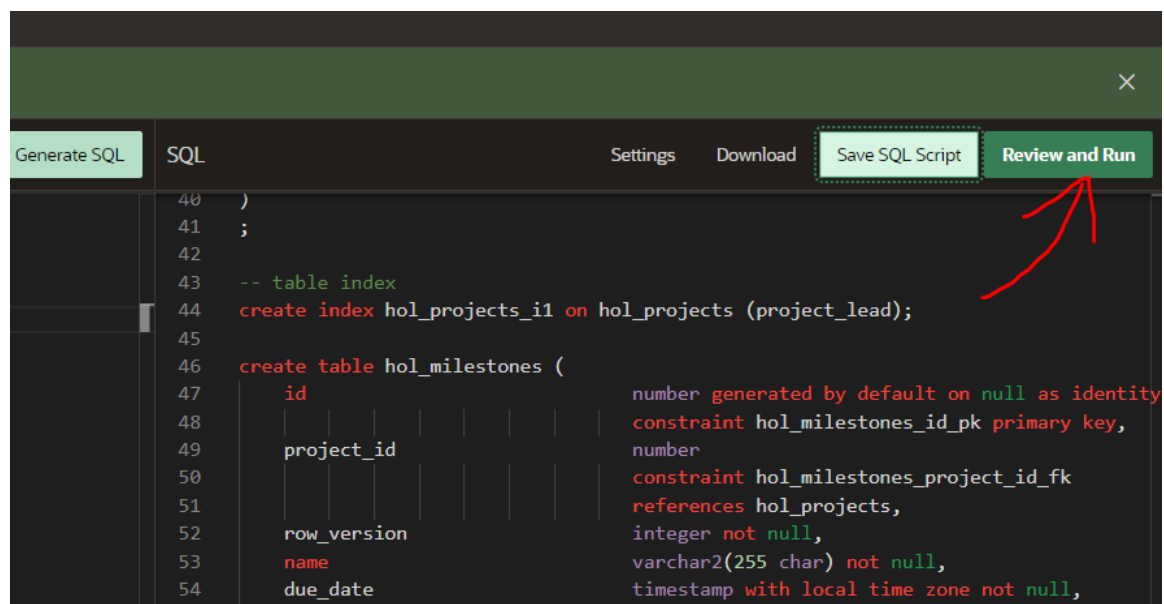 Generate SQL
SQL
Settings
Download
Save SQL Script
Review and Run
40 )
41 ;
42
43 -- table index
44 create index hol_projects_i1 on hol_projects (project_lead);
45
46 create table hol_milestones (
47 id number generated by default on null as identity
48 constraint hol_milestones_id_pk primary key,
49 project_id number
50 constraint hol_milestones_project_id_fk
51 references hol_projects,
52 row_version integer not null,
53 name varchar2(255 char) not null,
54 due_date timestamp with local time zone not null,